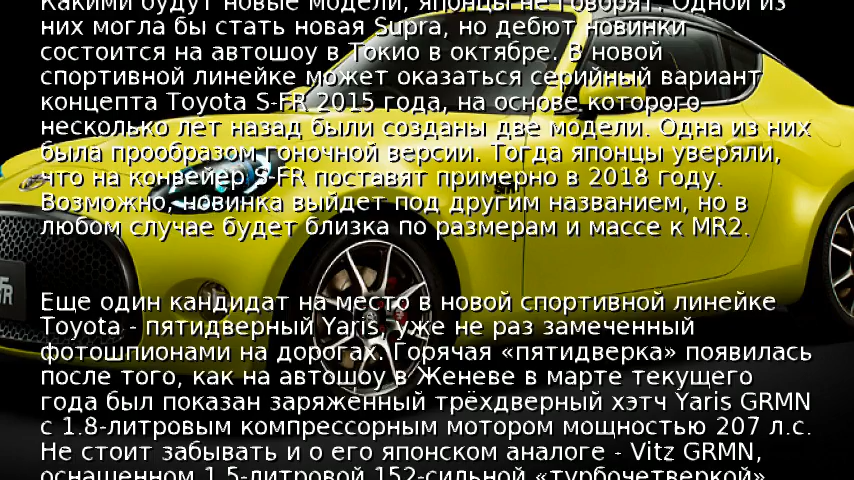 Какими будут новые модели, японцы не говорят. Одной из
них могла бы стать новая Supra, но дебют новинки
состоится на автошоу в Токио в октябре. В новой
спортивной линейке может оказаться серийный вариант
концепта Toyota S-FR 2015 года, на основе которого
несколько лет назад были созданы две модели. Одна из них
была прообразом гоночной версии. Тогда японцы уверяли,
что на конвейер S-FR поставят примерно в 2018 году.
Возможно, новинка выйдет под другим названием, но в
любом случае будет близка по размерам и массе к MR2.
Еще один кандидат на место в новой спортивной линейке
Toyota - пятидверный Yaris, уже не раз замеченный
фотошпионами на дорогах. Горячая «пятидверка» появилась
после того, как на автошоу в Женеве в марте текущего
года был показан заряженный трёхдверный хэтч Yaris GRMN
с 1.8-литровым компрессорным мотором мощностью 207 л.с.
Не стоит забывать и о его японском аналоге - Vitz GRMN,
оснащенном 1,5-литровой 152-сильной «турбочетверкой»